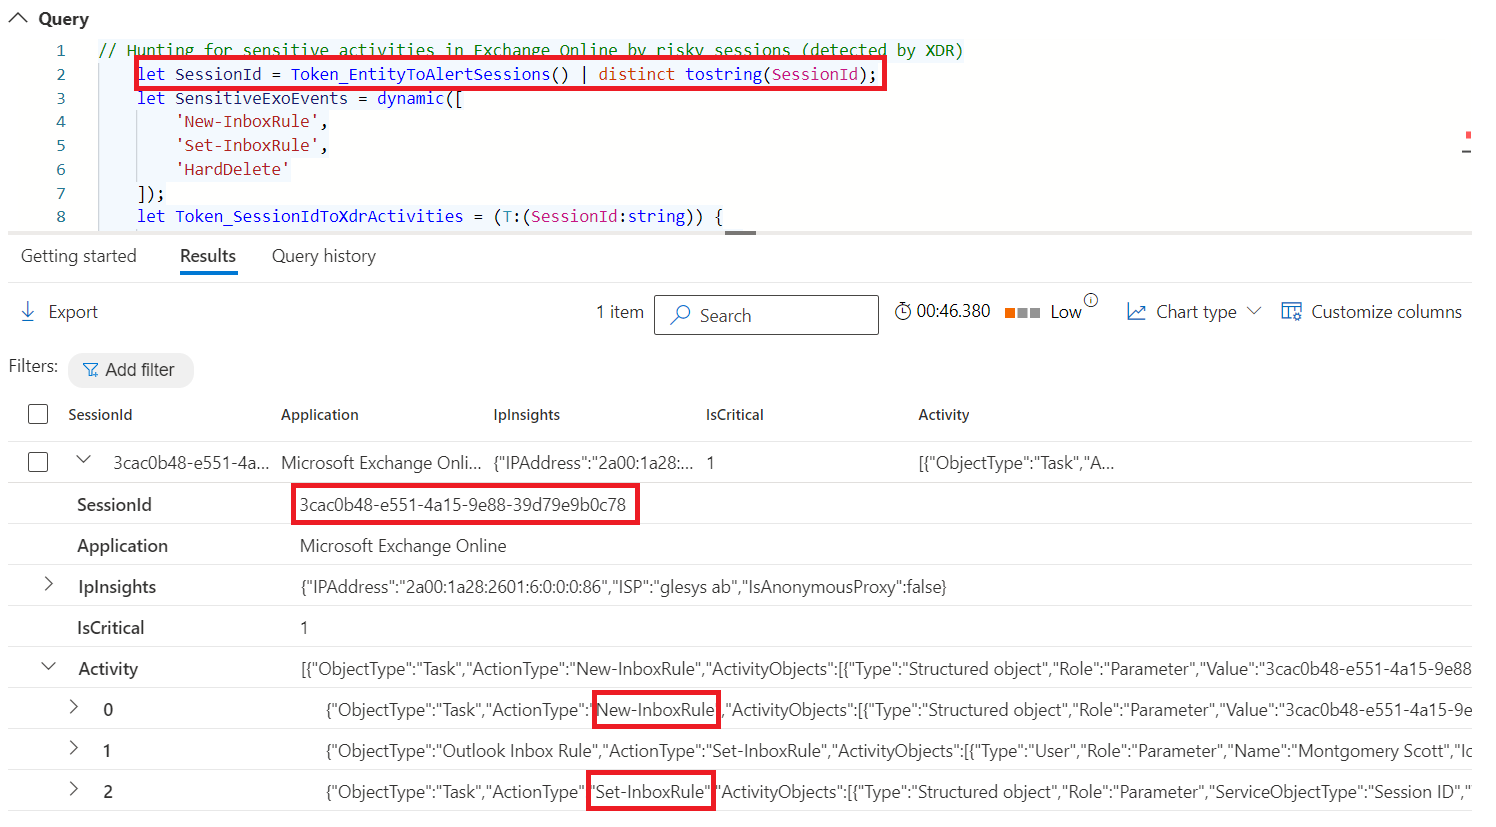 Query
1 // Hunting for sensitive activities in Exchange Online by risky sessions (detected by XDR)
2 let SessionId = Token_EntityToAlertSessions() | distinct tostring(SessionId);
3 let SensitiveExoEvents = dynamic([
4 'New-InboxRule',
5 'Set-InboxRule',
6 'HardDelete'
7 ]);
8 let Token_SessionIdToXdrActivities = (T:(SessionId:string)) {
Getting started Results Query history
Export 1 item Search 00:46.380 Low Chart type Customize columns
Filters: Add filter
SessionId Application IpInsights IsCritical Activity
3cac0b48-e551-4a... Microsoft Exchange Onli... {"IPAddress":"2a00:1a28:... 1 [{"ObjectType":"Task","A...
SessionId 3cac0b48-e551-4a15-9e88-39d79e9b0c78
Application Microsoft Exchange Online
IpInsights {"IPAddress":"2a00:1a28:2601:6:0:0:0:86","ISP":"glesys ab","IsAnonymousProxy":false}
IsCritical 1
Activity [{"ObjectType":"Task","ActionType":"New-InboxRule","ActivityObjects":[{"Type":"Structured object","Role":"Parameter","Value":"3cac0b48-e551-4a15-9e88
0 {"ObjectType":"Task","ActionType":"New-InboxRule","ActivityObjects":[{"Type":"Structured object","Role":"Parameter","Value":"3cac0b48-e551-4a15-9e
1 {"ObjectType":"Outlook Inbox Rule","ActionType":"Set-InboxRule","ActivityObjects":[{"Type":"User","Role":"Parameter","Name":"Montgomery Scott","Ic
2 {"ObjectType":"Task","ActionType":"Set-InboxRule","ActivityObjects":[{"Type":"Structured object","Role":"Parameter","ServiceObjectType":"Session ID","